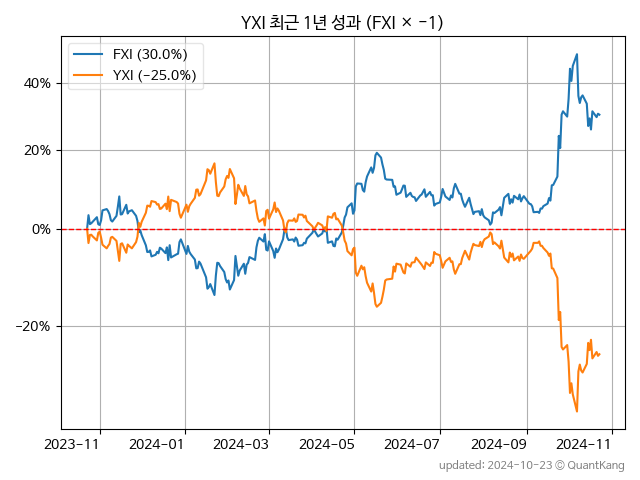 YXI 최근 1년 성과 (FXI × -1)
FXI (30.0%)
YXI (-25.0%)
40%
20%
0%
-20%
2023-11 2024-01 2024-03 2024-05 2024-07 2024-09 2024-11
updated: 2024-10-23 © QuantKang